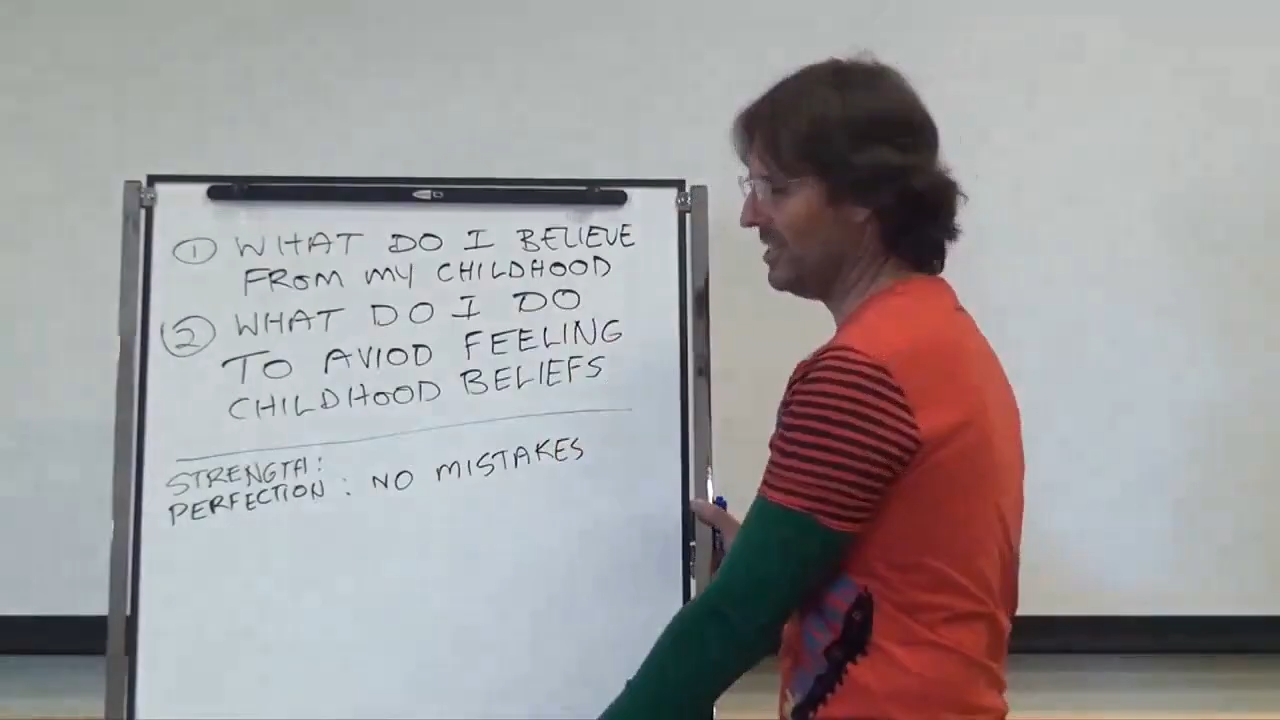 ① WHAT DO I BELIEVE
FROM MY CHILDHOOD
② WHAT DO I DO
TO AVIOD FEELING
CHILDHOOD BELIEFS
STRENGTH:
PERFECTION: NO MISTAKES